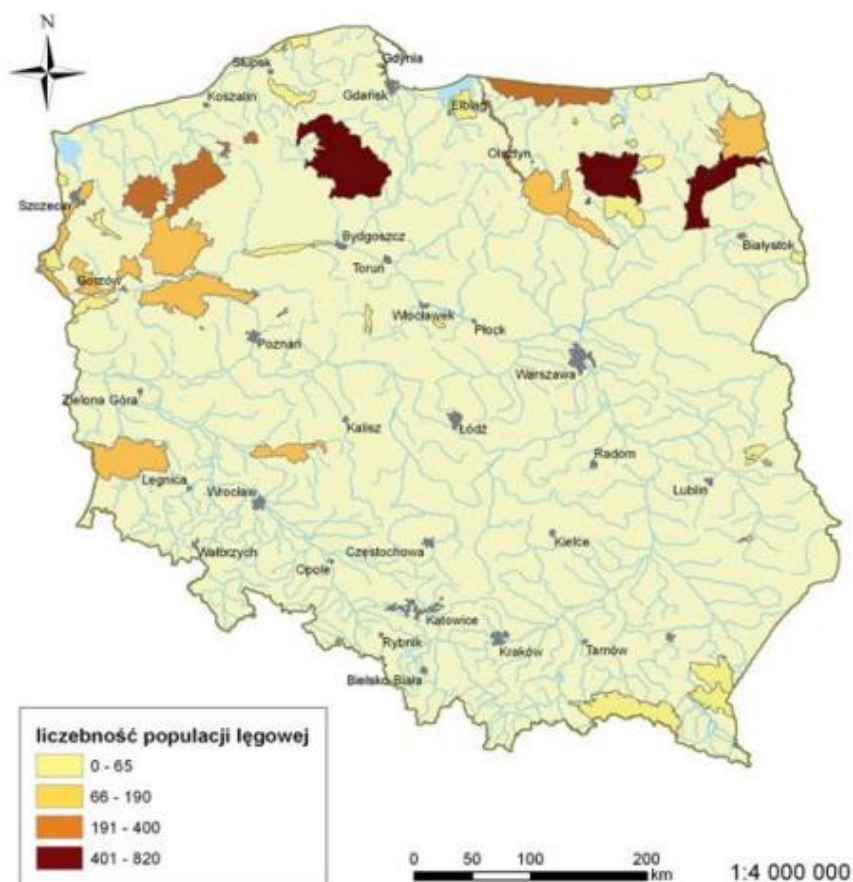 N
Gdynia
Słupsk
Koszalin
Gdańsk
Elbląg
Olsztyn
Szczecin
Bydgoszcz
Białystok
Toruń
Goszów
Włocławek
Płock
Poznań
Warszawa
Zielona Góra
Kalisz
Łódź
Radom
Legnica
Wrocław
Lublin
Wałbrzych
Częstochowa
Kielce
Opole
Katowice
Rybnik
Kraków
Tarnów
Bielsko Biała
liczebność populacji lęgowej
0 - 65
66 - 190
191 - 400
401 - 820
0 50 100 200
km
1:4 000 000